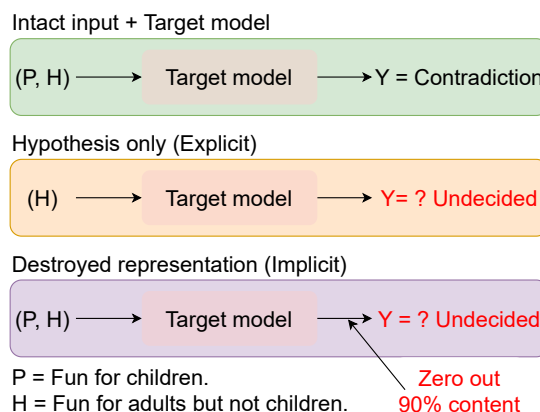 Intact input + Target model
(P, H) Target model Y = Contradiction
Hypothesis only (Explicit)
(H) Target model Y= ? Undecided
Destroyed representation (Implicit)
(P, H) Target model Y = ? Undecided
P = Fun for children.
H = Fun for adults but not children.
Zero out
90% content